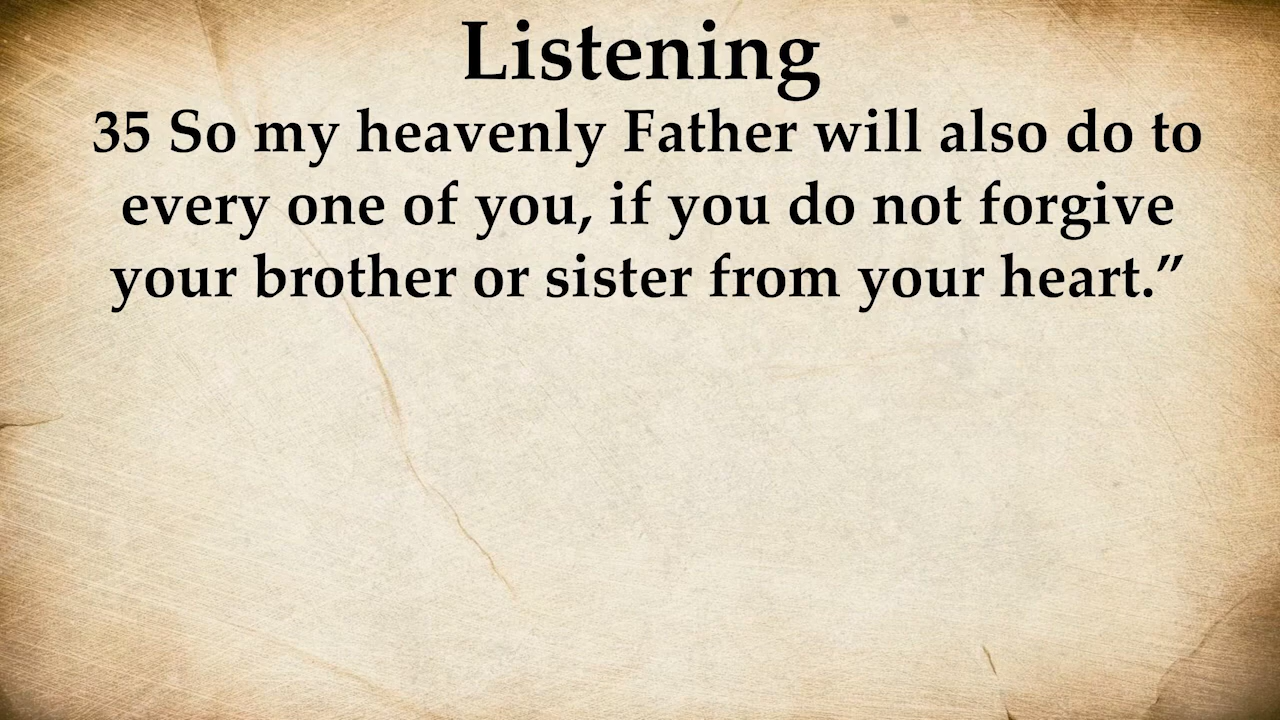 Listening
35 So my heavenly Father will also do to
every one of you, if you do not forgive
your brother or sister from your heart.”